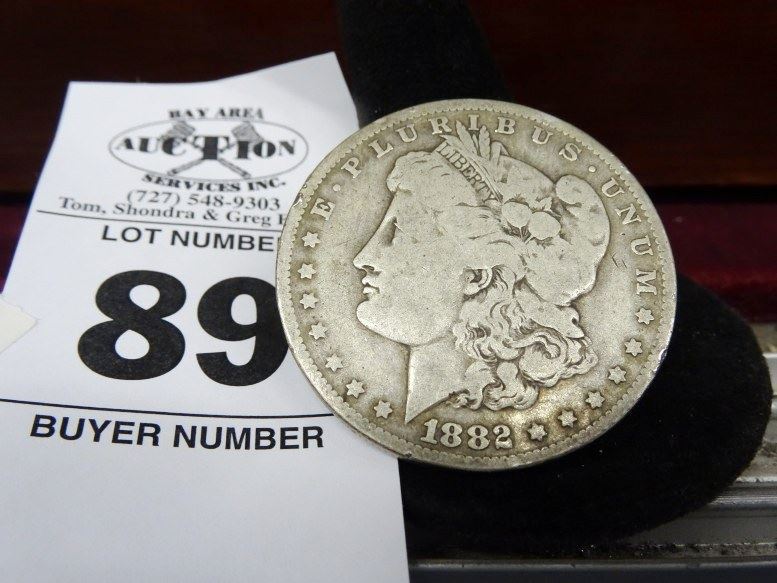 BAY AREA
AUCTION
SERVICES INC.
(727) 548-9303
Tom, Shondra & Greg
LOT NUMBE
89
BUYER NUMBER
E·PLURIBUS·UNUM
LIBERTY
1882